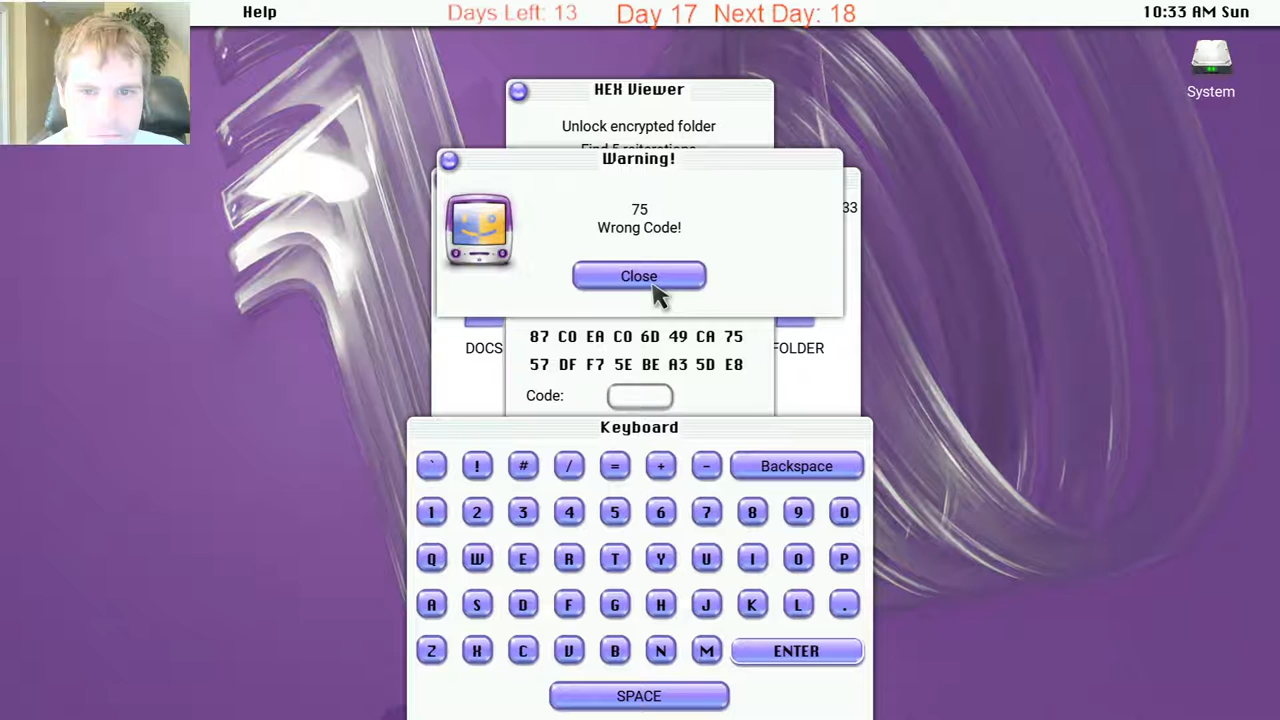 Help
Days Left: 13
Day 17 Next Day: 18
10:33 AM Sun
System
HEX Viewer
Unlock encrypted folder
Find 5 reiterations
Warning!
75
Wrong Code!
33
Close
87 C0 EA C0 6D 49 CA 75
57 DF F7 5E BE A3 5D E8
DOCS
FOLDER
Code:
Keyboard
` ! # / = + - Backspace
1 2 3 4 5 6 7 8 9 0
Q W E R T Y U I O P
A S D F G H J K L .
Z X C V B N M ENTER
SPACE